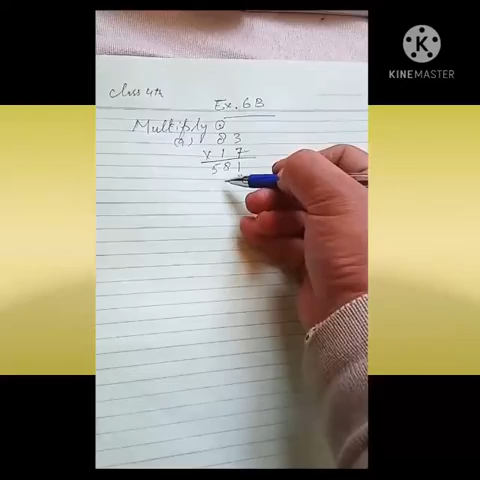 Class 4th
Ex. 6B
Multiply
(a) 83
x 17
581
KINEMASTER